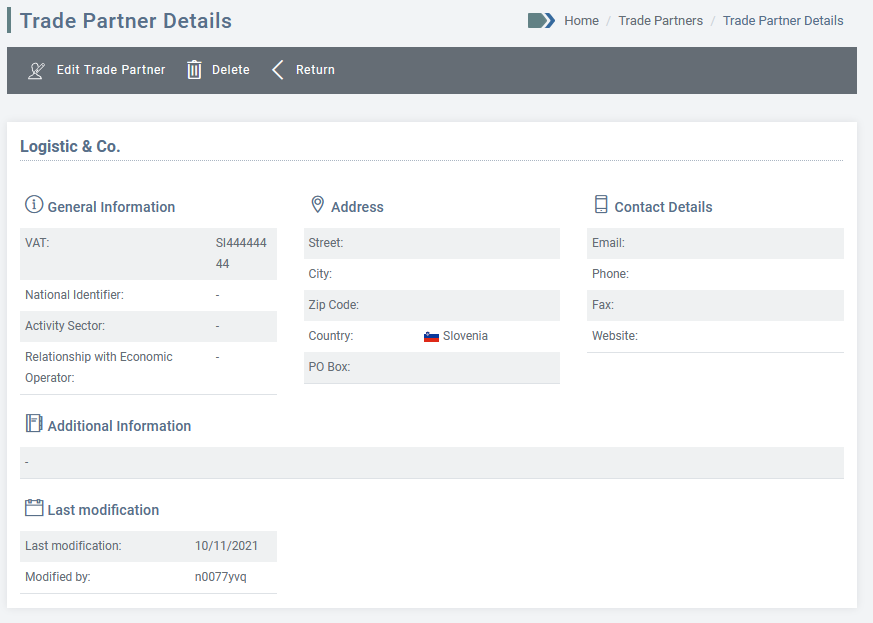 Trade Partner Details
Home / Trade Partners / Trade Partner Details
Edit Trade Partner Delete Return
Logistic & Co.
General Information
VAT: SI444444
44
National Identifier: -
Activity Sector: -
Relationship with Economic -
Operator:
Address
Street:
City:
Zip Code:
Country: Slovenia
PO Box:
Contact Details
Email:
Phone:
Fax:
Website:
Additional Information
-
Last modification
Last modification: 10/11/2021
Modified by: n0077yvq